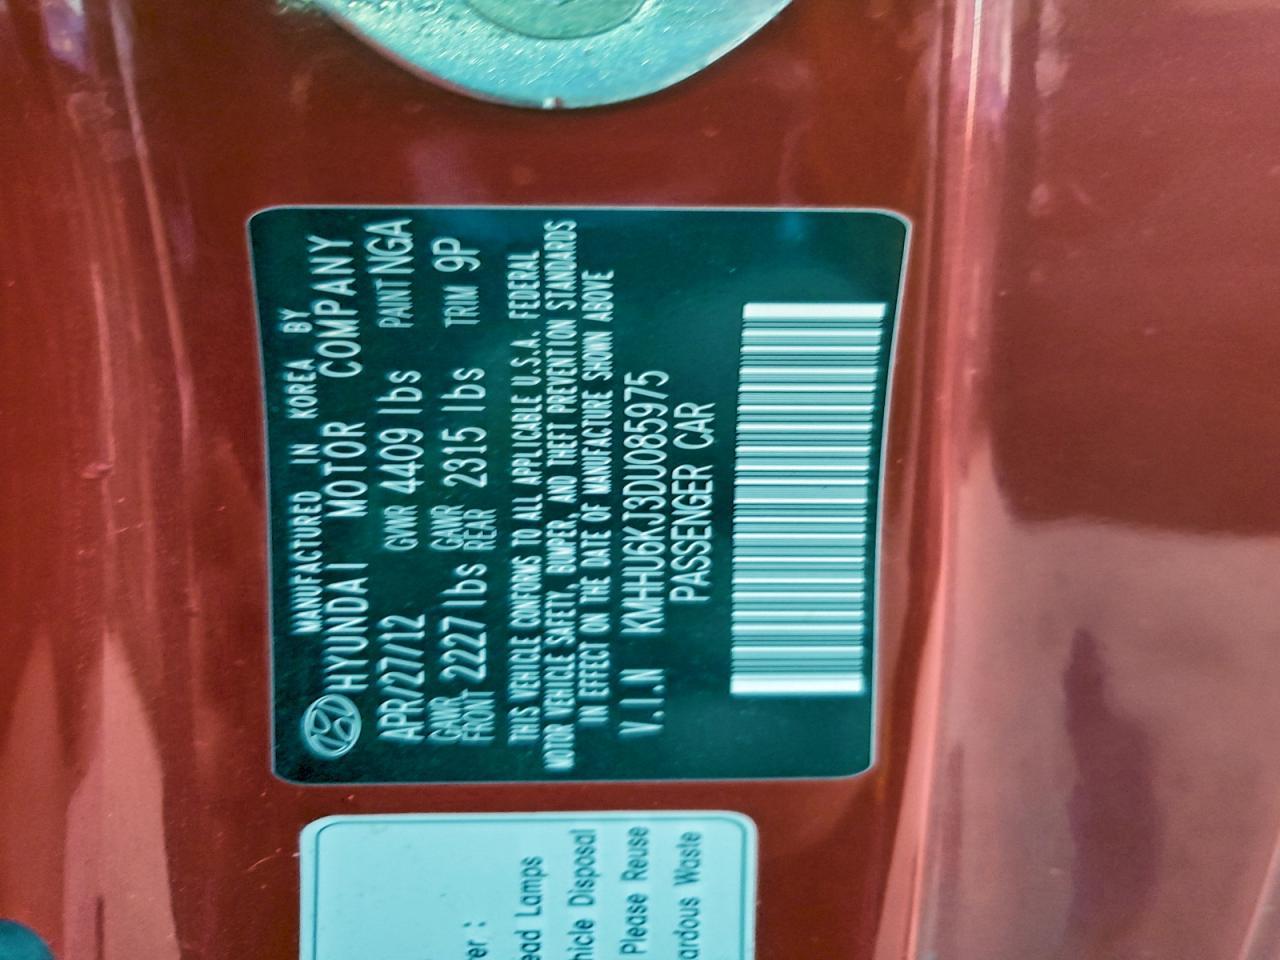 MANUFACTURED IN KOREA BY
HYUNDAI MOTOR COMPANY
APR/27/12 GVWR 4409 lbs PAINT NGA
GAWR FRONT 2227 lbs GAWR REAR 2315 lbs TRIM 9P
THIS VEHICLE CONFORMS TO ALL APPLICABLE U.S.A. FEDERAL
MOTOR VEHICLE SAFETY, BUMPER, AND THEFT PREVENTION STANDARDS
IN EFFECT ON THE DATE OF MANUFACTURE SHOWN ABOVE
V.I.N KMHHU6KJ3DU085975
PASSENGER CAR
er :
ead Lamps
hicle Disposal
Please Reuse
ardous Waste